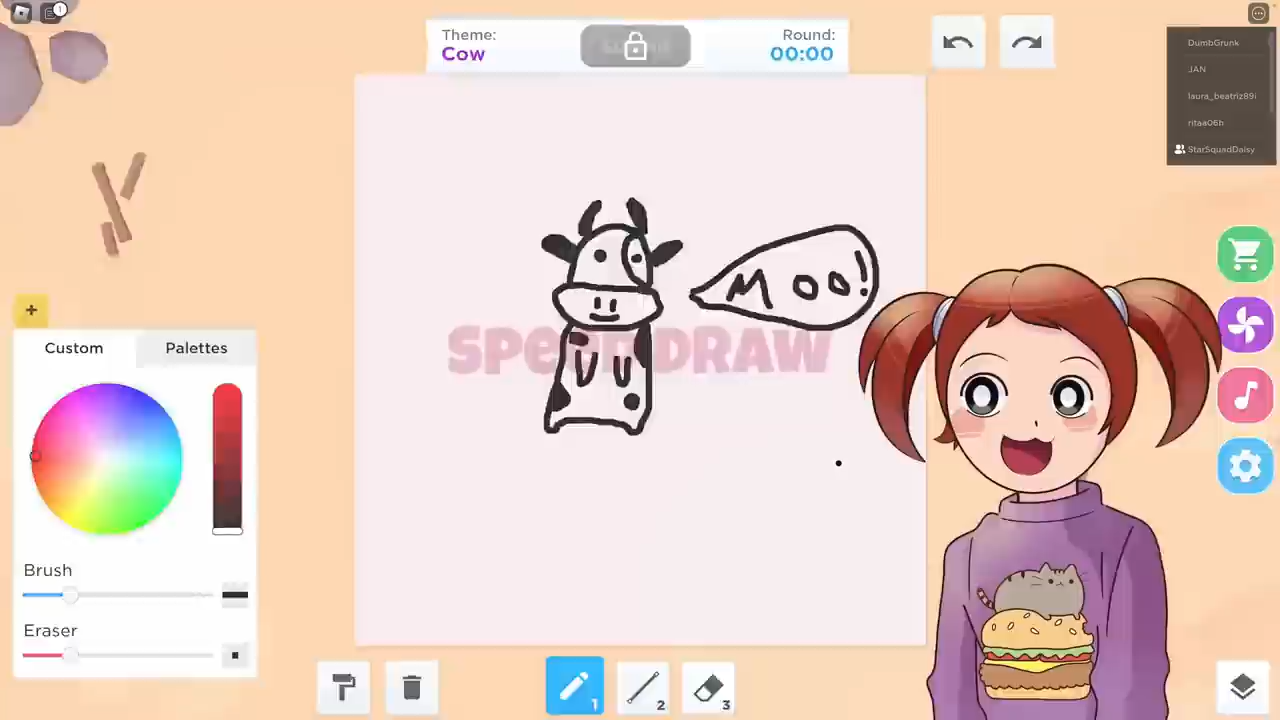 1
Theme:
Cow
Round:
00:00
DumbGrunk
JAN
laura_beatriz89i
ritaa06h
StarSquadDaisy
MOO!
SPEEDDRAW
+
Custom
Palettes
Brush
Eraser
1
2
3